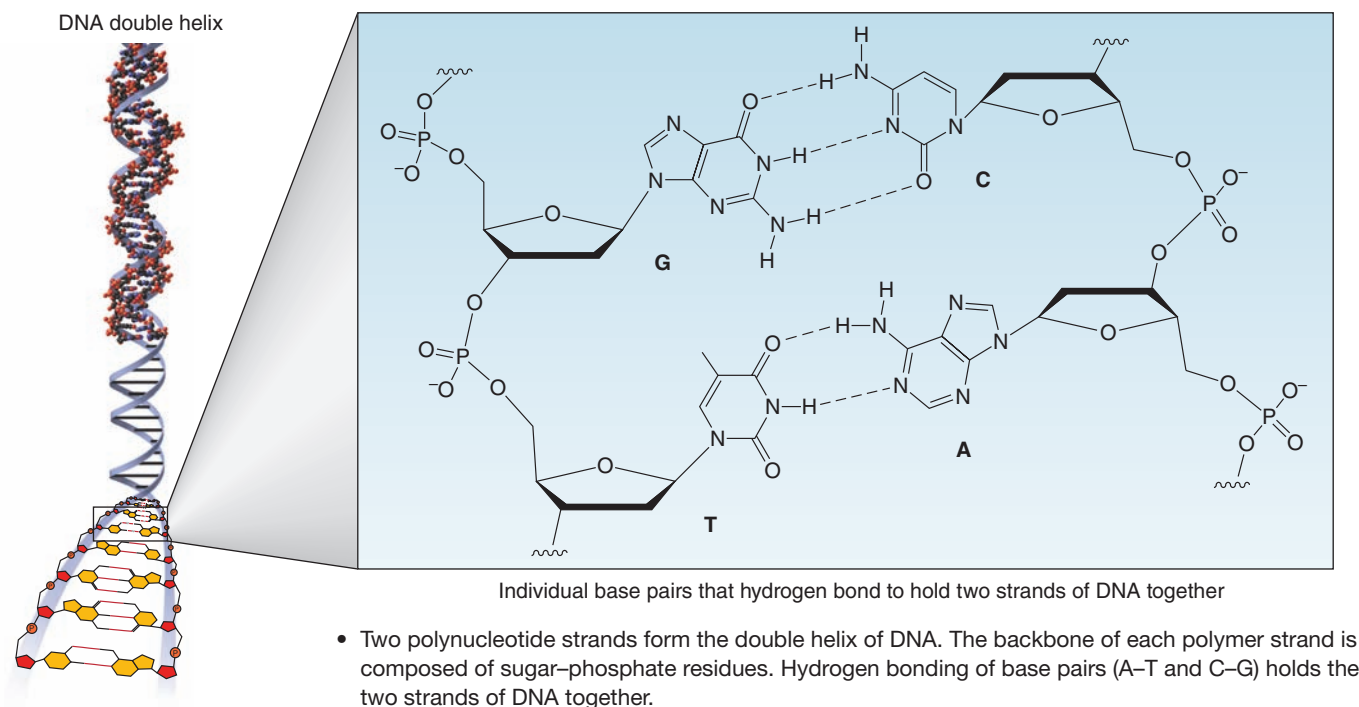 DNA double helix
O
O
P
⁻O
O
O
N
N
N
N
O
N
H
N
H
H
G
H
H
N
N
N
O
C
O
O
P
O⁻
O
O
O
O
P
⁻O
O
O
O
N
N
H
O
T
H
H
N
N
N
N
N
A
O
O
P
O⁻
O
O
P
P
P
P
Individual base pairs that hydrogen bond to hold two strands of DNA together
• Two polynucleotide strands form the double helix of DNA. The backbone of each polymer strand is
composed of sugar–phosphate residues. Hydrogen bonding of base pairs (A–T and C–G) holds the
two strands of DNA together.